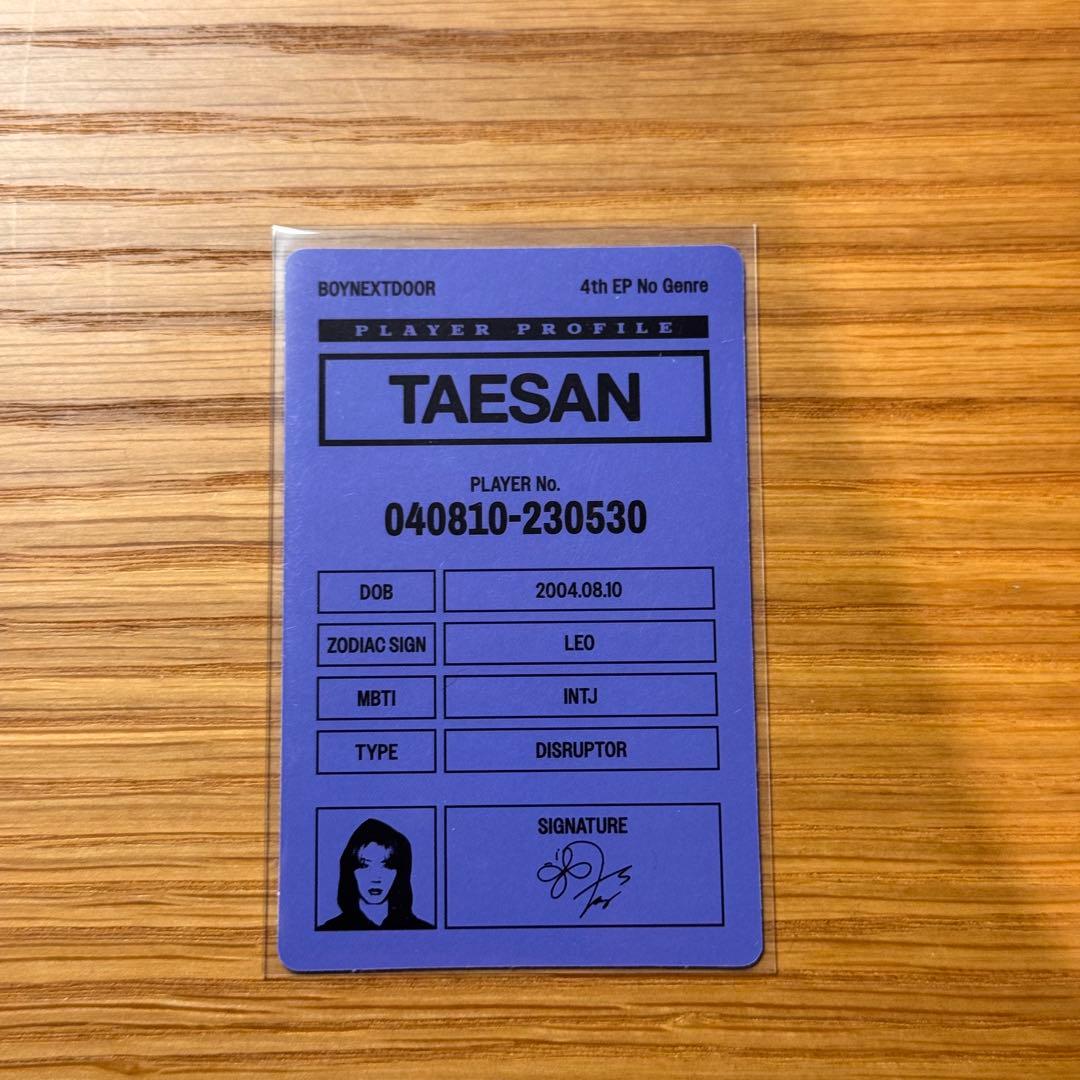 BOYNEXTDOOR 4th EP No Genre
PLAYER PROFILE
TAESAN
PLAYER No.
040810-230530
DOB 2004.08.10
ZODIAC SIGN LEO
MBTI INTJ
TYPE DISRUPTOR
SIGNATURE